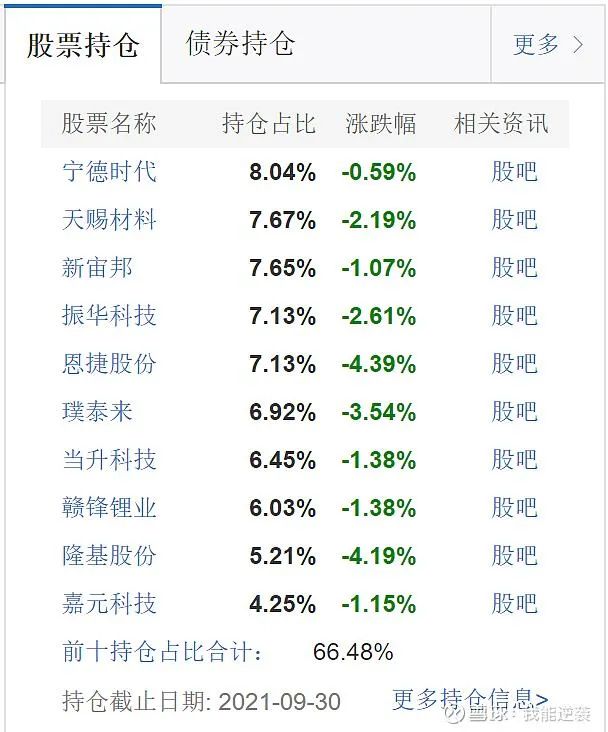 股票持仓 债券持仓 更多 >
股票名称 持仓占比 涨跌幅 相关资讯
宁德时代 8.04% -0.59% 股吧
天赐材料 7.67% -2.19% 股吧
新宙邦 7.65% -1.07% 股吧
振华科技 7.13% -2.61% 股吧
恩捷股份 7.13% -4.39% 股吧
璞泰来 6.92% -3.54% 股吧
当升科技 6.45% -1.38% 股吧
赣锋锂业 6.03% -1.38% 股吧
隆基股份 5.21% -4.19% 股吧
嘉元科技 4.25% -1.15% 股吧
前十持仓占比合计: 66.48%
持仓截止日期: 2021-09-30 更多持仓信息>
雪球:我能逆袭